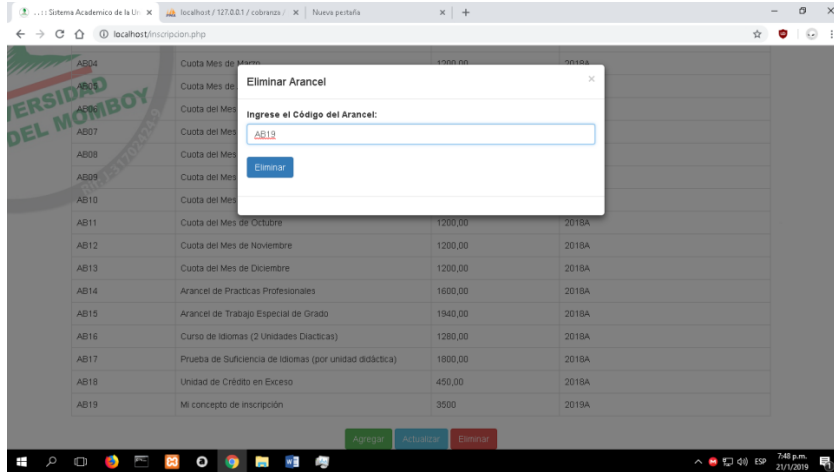 ..:: Sistema Academico de la Un
localhost / 127.0.0.1 / cobranza /
Nueva pestaña
localhost/inscripcion.php
AB04 Cuota Mes de Marzo 1200,00 2018A
AB05 Cuota Mes de
AB06 Cuota del Mes
AB07 Cuota del Mes
AB08 Cuota del Mes
AB09 Cuota del Mes
AB10 Cuota del Mes
Eliminar Arancel ×
Ingrese el Código del Arancel:
AB19
Eliminar
AB11 Cuota del Mes de Octubre 1200,00 2018A
AB12 Cuota del Mes de Noviembre 1200,00 2018A
AB13 Cuota del Mes de Diciembre 1200,00 2018A
AB14 Arancel de Practicas Profesionales 1600,00 2018A
AB15 Arancel de Trabajo Especial de Grado 1940,00 2018A
AB16 Curso de Idiomas (2 Unidades Diacticas) 1280,00 2018A
AB17 Prueba de Suficiencia de Idiomas (por unidad didáctica) 1800,00 2018A
AB18 Unidad de Crédito en Exceso 450,00 2018A
AB19 Mi concepto de inscripción 3500 2019A
Agregar Actualizar Eliminar
DEL MOMBOY
ESP
7:48 p.m.
21/1/2019